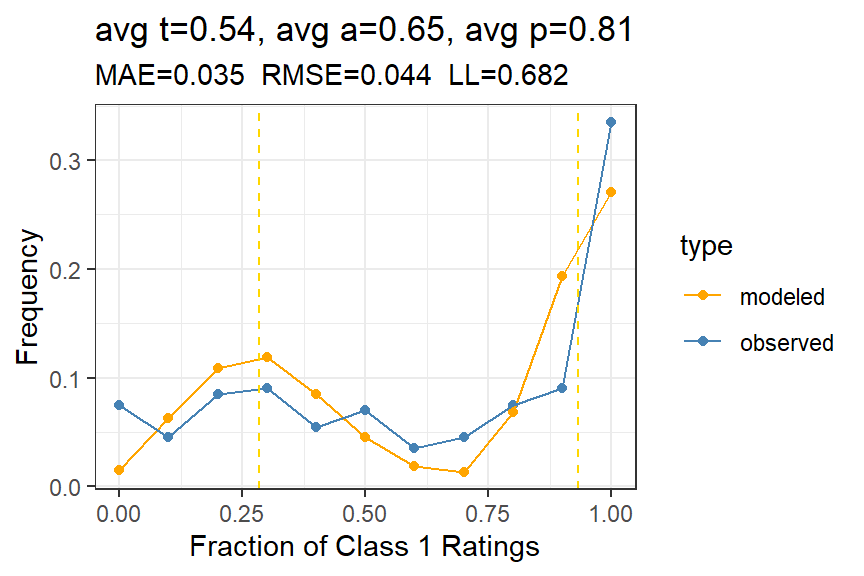 avg t=0.54, avg a=0.65, avg p=0.81
MAE=0.035 RMSE=0.044 LL=0.682
Frequency
0.3
0.2
0.1
0.0
0.00 0.25 0.50 0.75 1.00
Fraction of Class 1 Ratings
type
modeled
observed